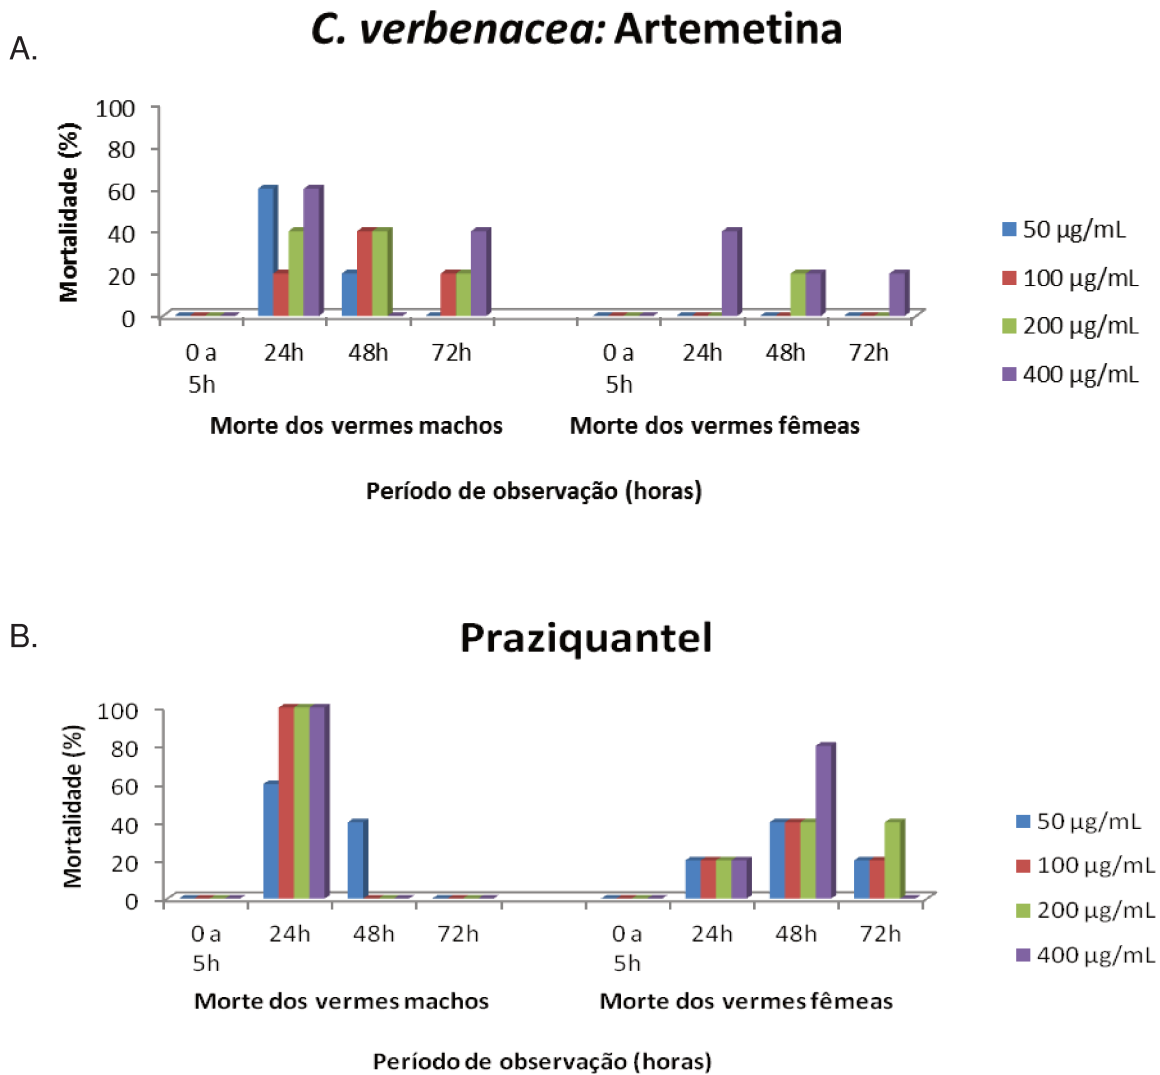 A.
C. verbenacea: Artemetina
Mortalidade (%)
100
80
60
40
20
0
0 a
5h
24h
48h
72h
0 a
5h
24h
48h
72h
Morte dos vermes machos
Morte dos vermes fêmeas
Período de observação (horas)
50 µg/mL
100 µg/mL
200 µg/mL
400 µg/mL
B.
Praziquantel
Mortalidade (%)
100
80
60
40
20
0
0 a
5h
24h
48h
72h
0 a
5h
24h
48h
72h
Morte dos vermes machos
Morte dos vermes fêmeas
Período de observação (horas)
50 µg/mL
100 µg/mL
200 µg/mL
400 µg/mL